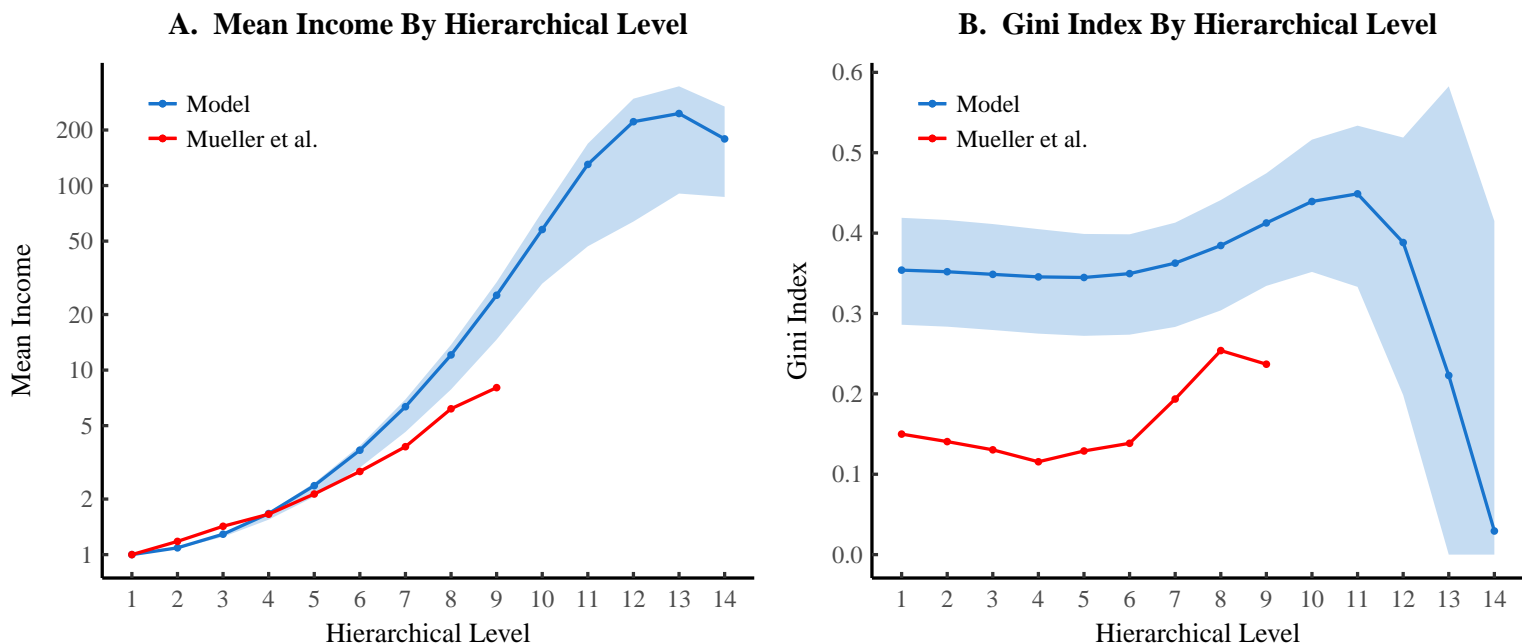 A. Mean Income By Hierarchical Level
Model
Mueller et al.
Mean Income
200
100
50
20
10
5
2
1
1 2 3 4 5 6 7 8 9 10 11 12 13 14
Hierarchical Level
B. Gini Index By Hierarchical Level
Model
Mueller et al.
Gini Index
0.6
0.5
0.4
0.3
0.2
0.1
0.0
1 2 3 4 5 6 7 8 9 10 11 12 13 14
Hierarchical Level